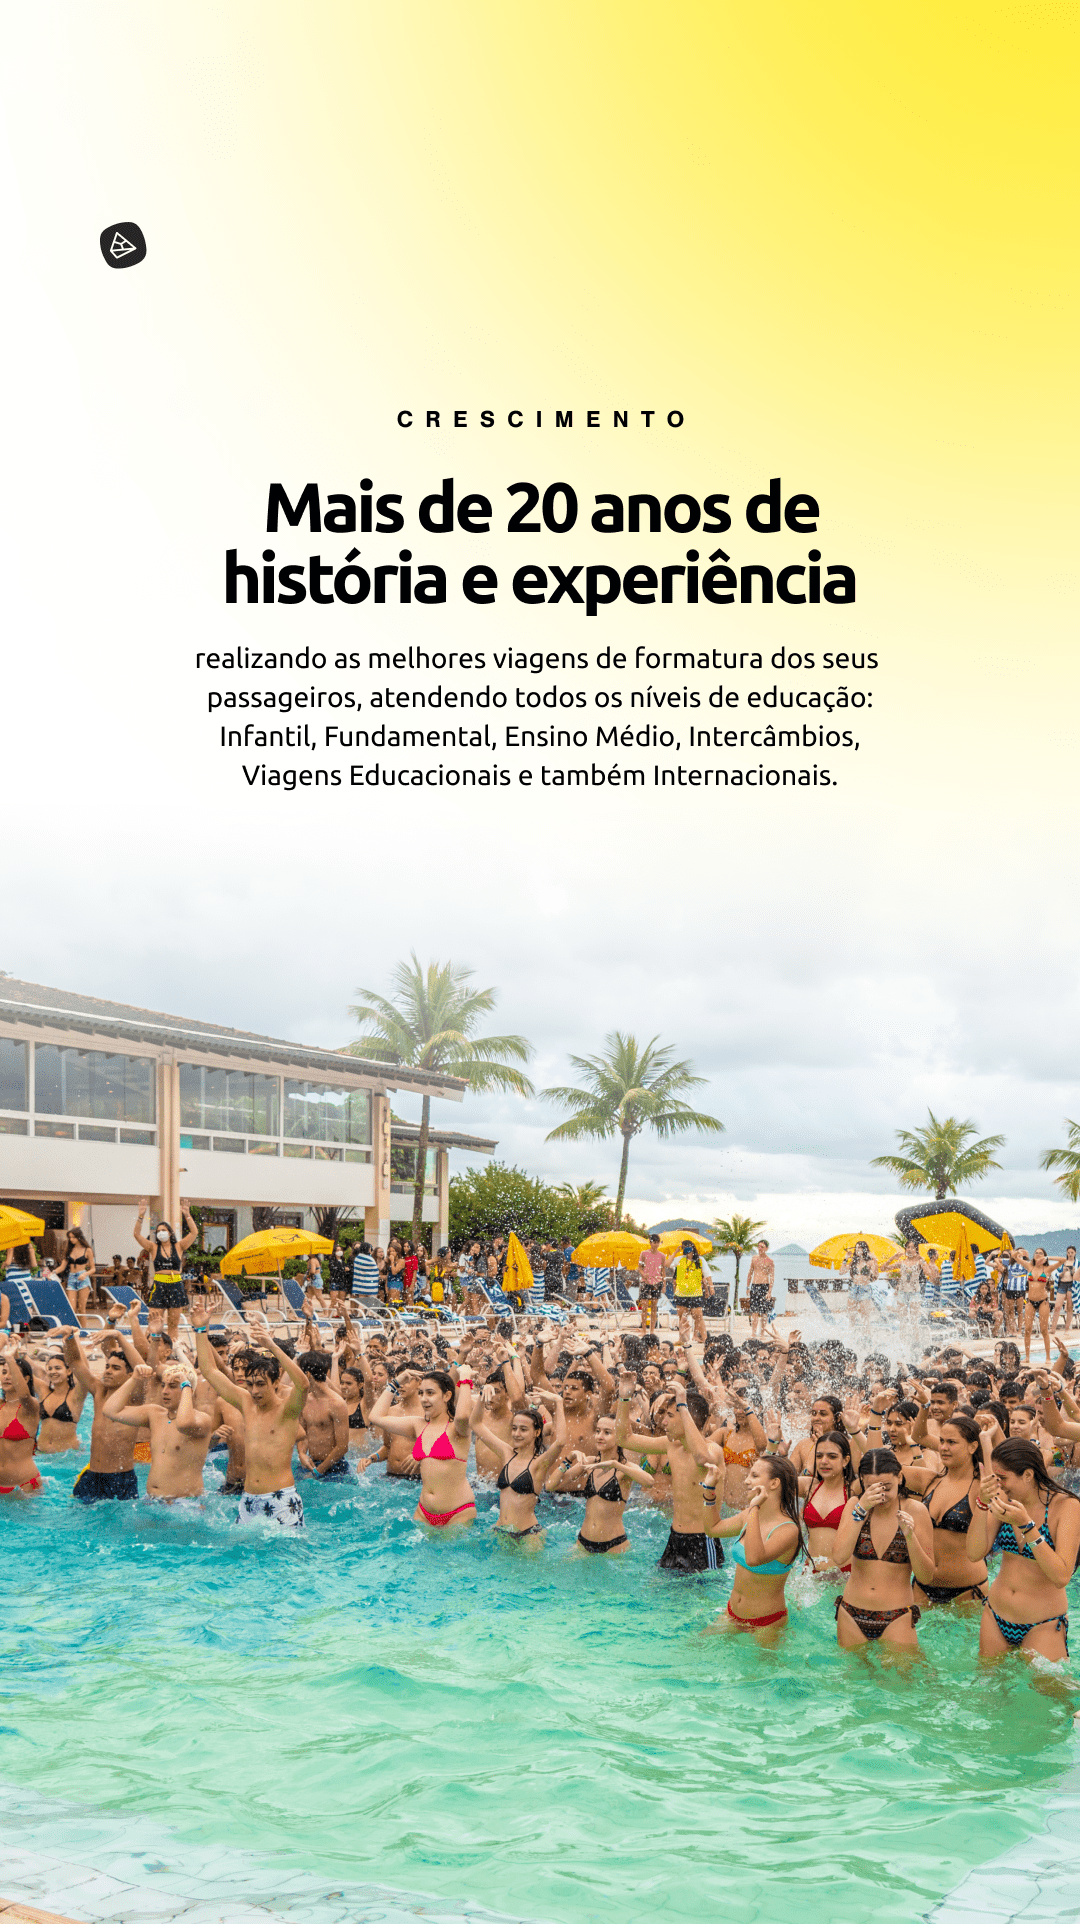 CRESCIMENTO
Mais de 20 anos de
história e experiência
realizando as melhores viagens de formatura dos seus
passageiros, atendendo todos os níveis de educação:
Infantil, Fundamental, Ensino Médio, Intercâmbios,
Viagens Educacionais e também Internacionais.